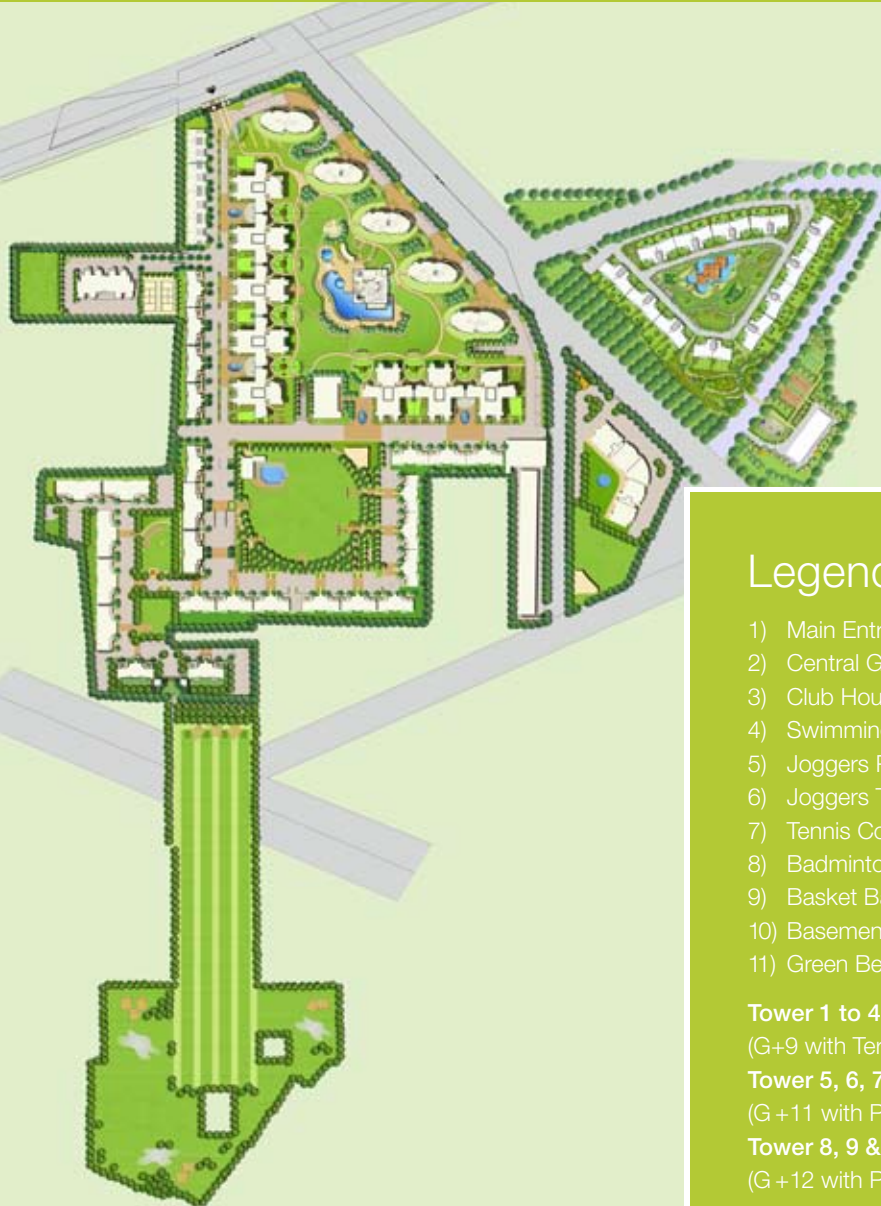 Legend
1) Main Entr
2) Central G
3) Club Hou
4) Swimmin
5) Joggers P
6) Joggers T
7) Tennis Co
8) Badminto
9) Basket Ba
10) Basemen
11) Green Be
Tower 1 to 4
(G+9 with Ter
Tower 5, 6, 7
(G+11 with P
Tower 8, 9 &
(G+12 with P